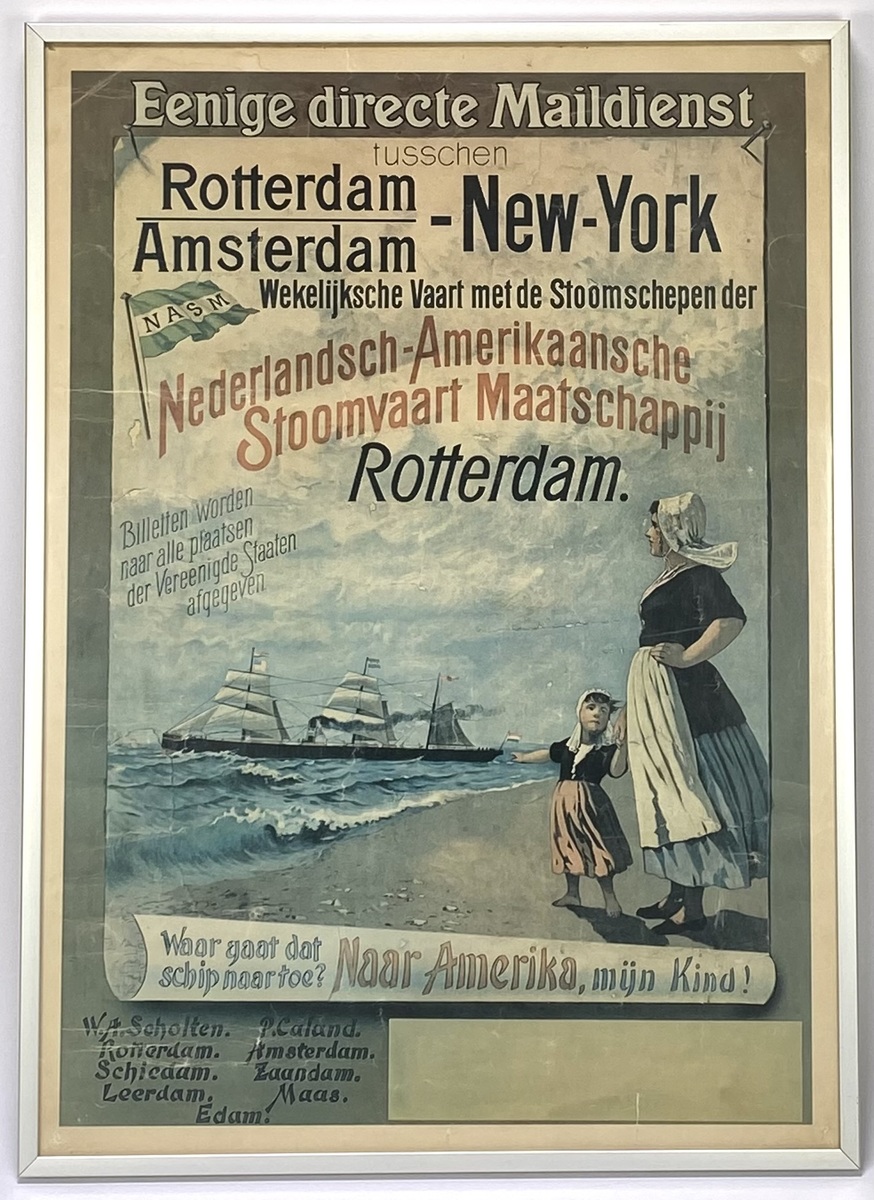 Eenige directe Maildienst
tusschen
Rotterdam
Amsterdam
-New-York
Wekelijksche Vaart met de Stoomschepen der
NASM
Nederlandsch-Amerikaansche
Stoomvaart Maatschappij
Rotterdam.
Billetten worden
naar alle plaatsen
der Vereenigde Staaten
afgegeven
Waar gaat dat
schip naar toe?
Naar Amerika, mijn Kind!
W.A. Scholten. P. Caland.
Rotterdam. Amsterdam.
Schiedam. Zaandam.
Leerdam. Maas.
Edam.